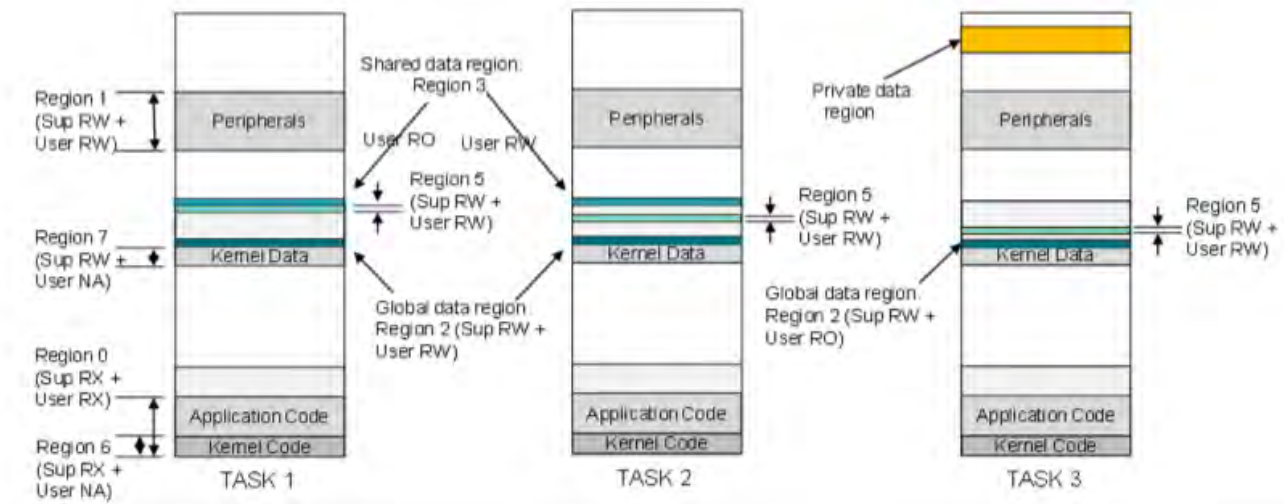 Region 1
(Sup RW +
User RW)
Peripherals
Region 7
(Sup RW +
User NA)
Kernel Data
Region 0
(Sup RX +
User RX)
Application Code
Region 6
(Sup RX +
User NA)
Kernel Code
TASK 1
Shared data region.
Region 3
User RO
User RW
Region 5
(Sup RW +
User RW)
Global data region.
Region 2 (Sup RW +
User RW)
Peripherals
Region 5
(Sup RW +
User RW)
Kernel Data
Application Code
Kernel Code
TASK 2
Private data
region
Peripherals
Region 5
(Sup RW +
User RW)
Kernel Data
Global data region.
Region 2 (Sup RW +
User RO)
Application Code
Kernel Code
TASK 3